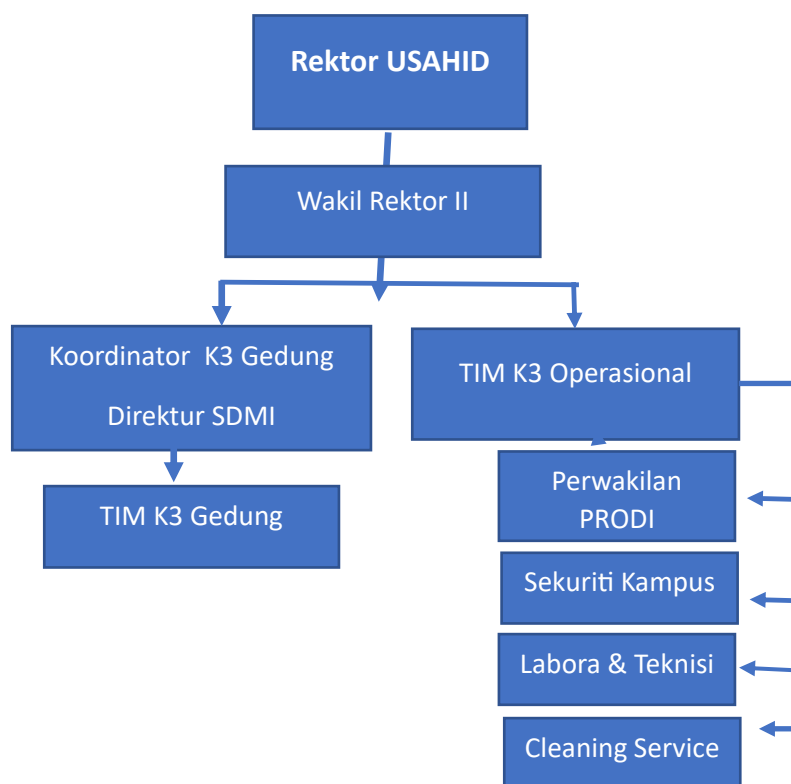 Rektor USAHID
Wakil Rektor II
Koordinator  K3 Gedung
Direktur SDMI
TIM K3 Operasional
TIM K3 Gedung
Perwakilan
PRODI
Sekuriti Kampus
Labora & Teknisi
Cleaning Service